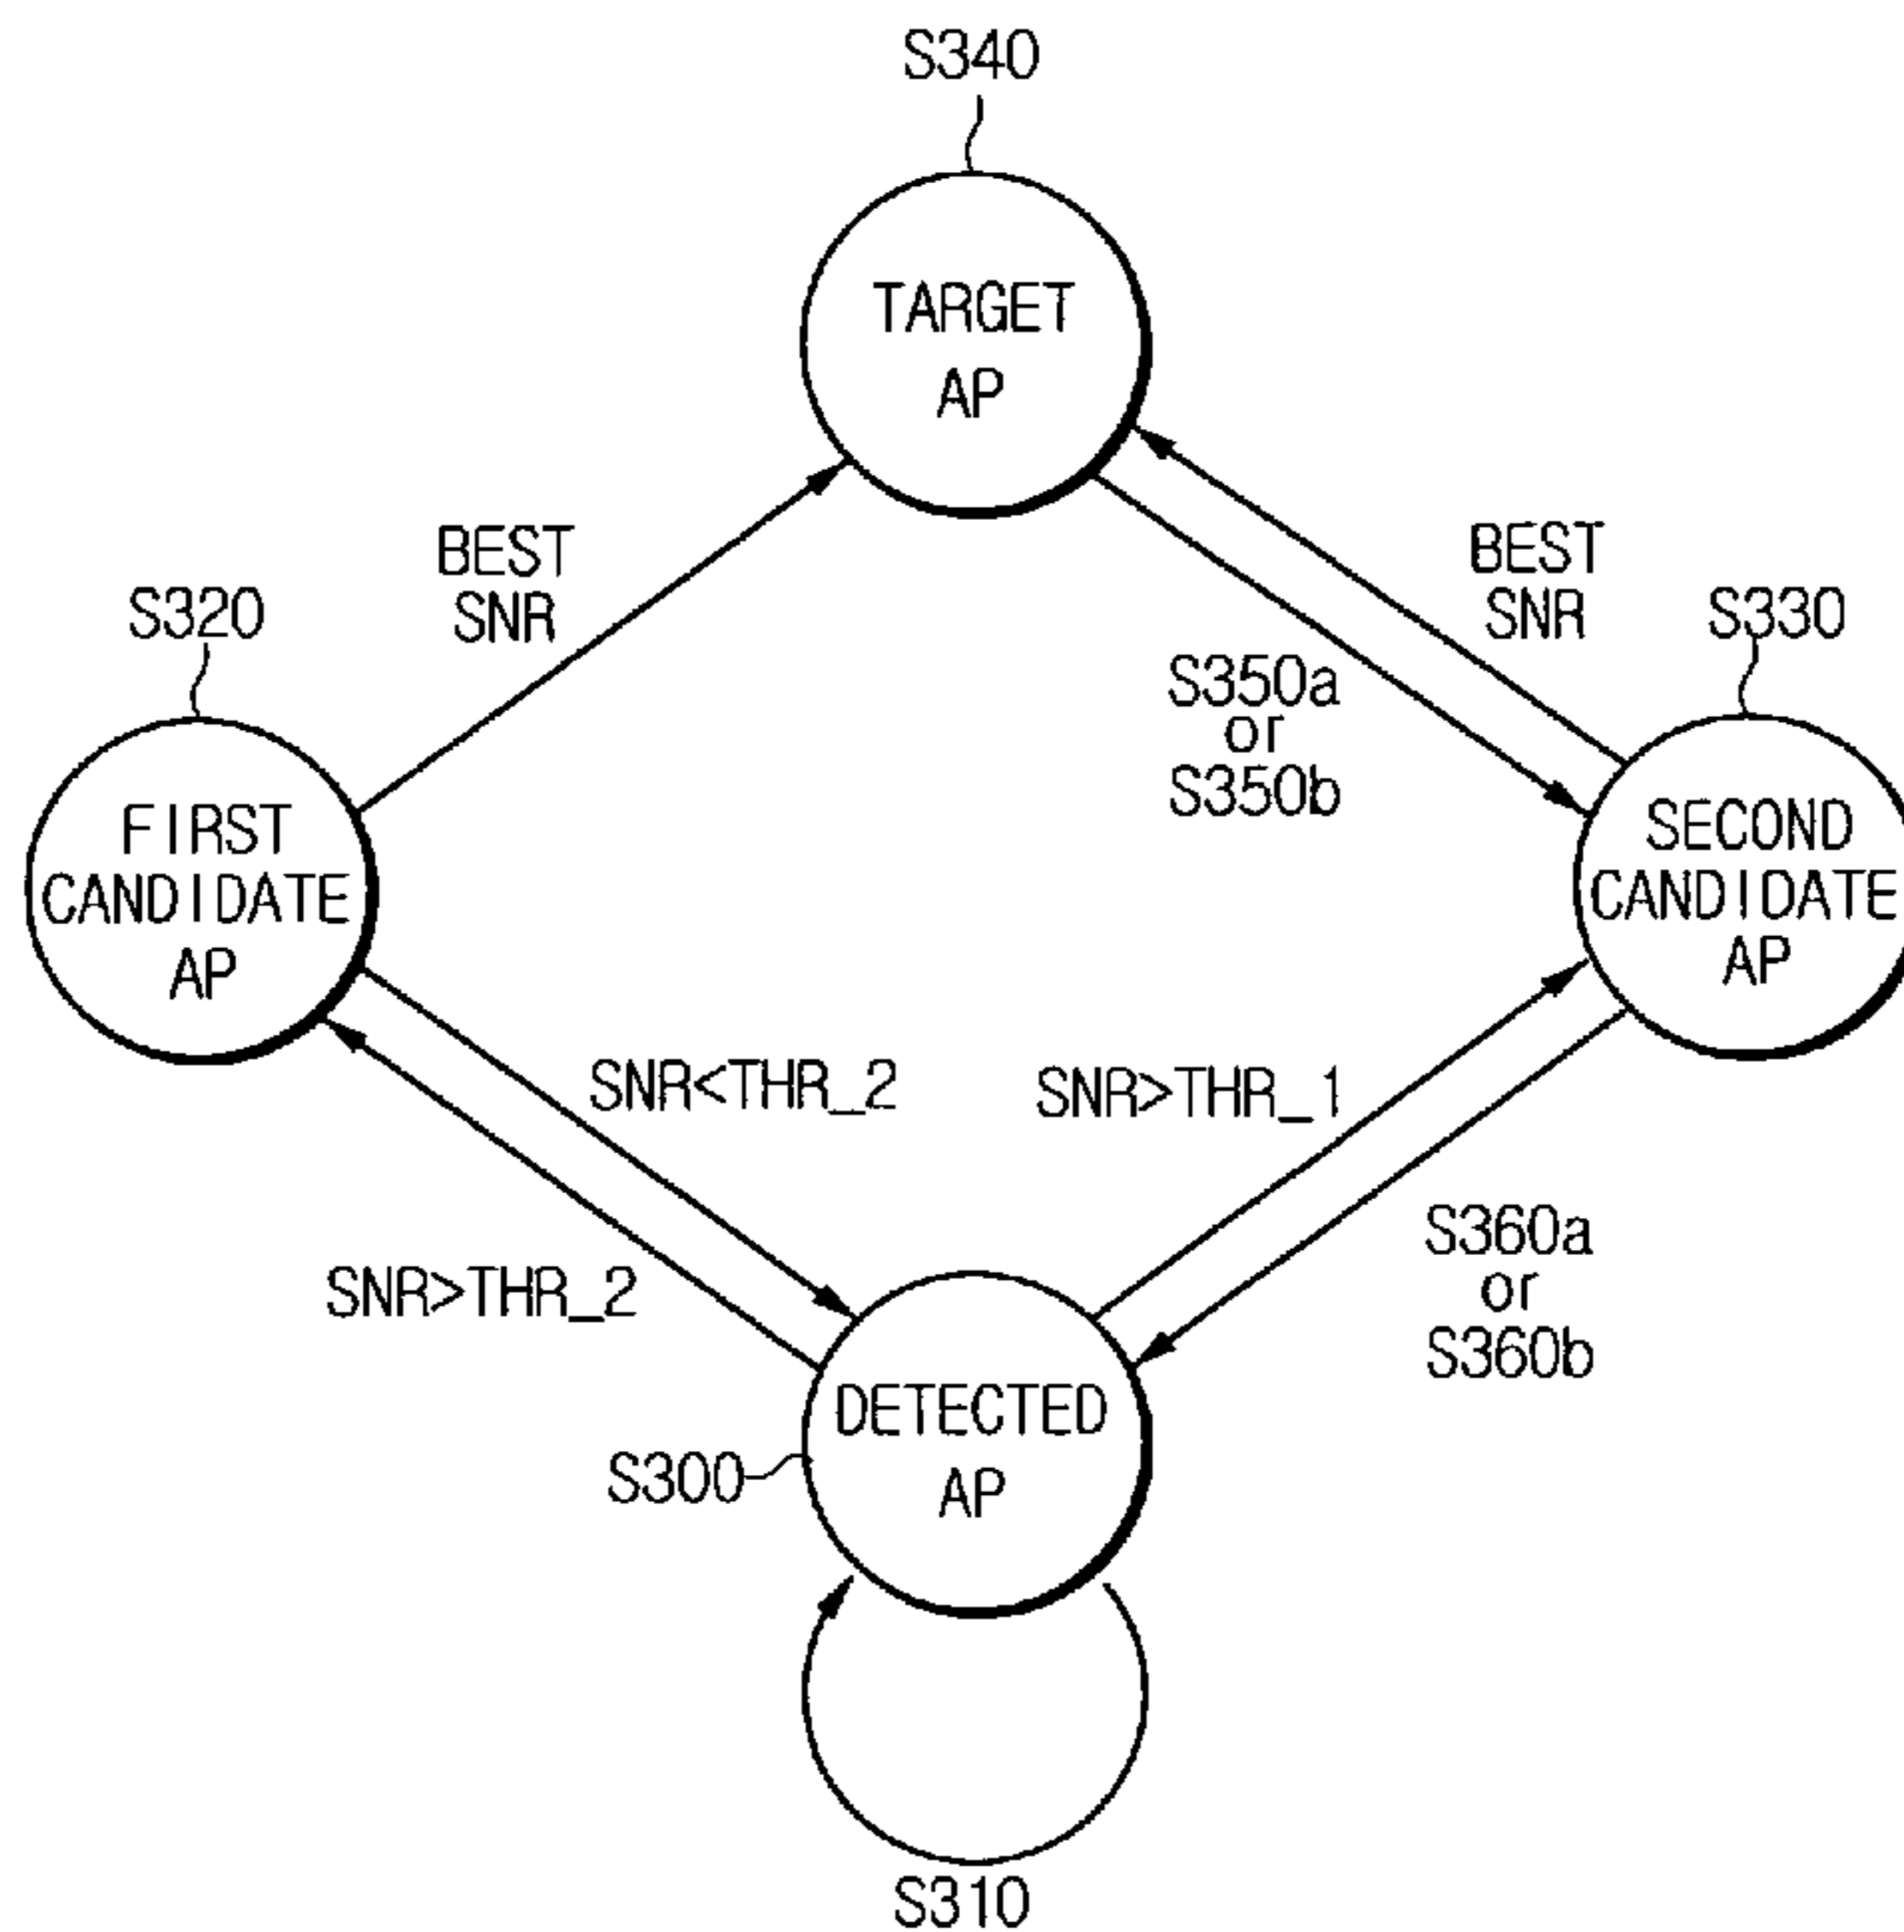 S340
TARGET
AP
BEST
SNR
BEST
SNR
S320
S330
S350a
or
S350b
FIRST
CANDIDATE
AP
SECOND
CANDIOATE
AP
SNR<THR_2
SNR>THR_1
SNR>THR_2
S360a
or
S360b
DETECTED
AP
S300
S310